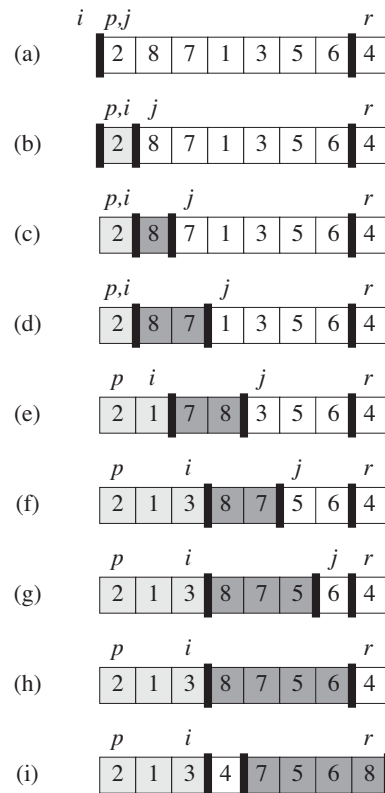 i p,j r
(a) 2 8 7 1 3 5 6 4
p,i j r
(b) 2 8 7 1 3 5 6 4
p,i j r
(c) 2 8 7 1 3 5 6 4
p,i j r
(d) 2 8 7 1 3 5 6 4
p i j r
(e) 2 1 7 8 3 5 6 4
p i j r
(f) 2 1 3 8 7 5 6 4
p i j r
(g) 2 1 3 8 7 5 6 4
p i r
(h) 2 1 3 8 7 5 6 4
p i r
(i) 2 1 3 4 7 5 6 8